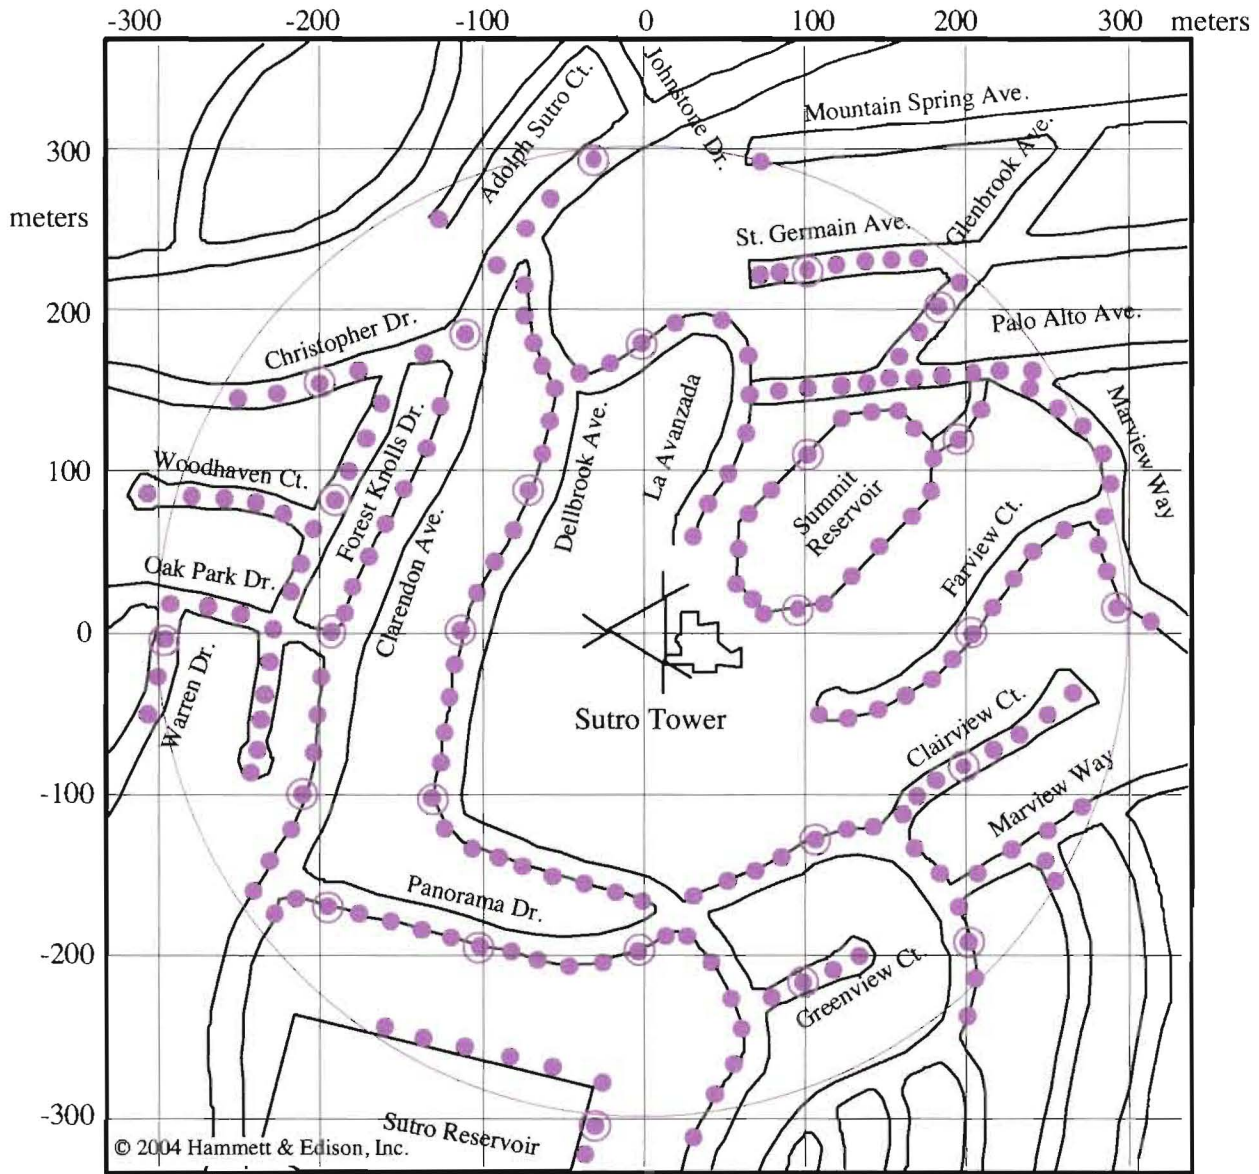 -300 -200 -100 0 100 200 300 meters
Johnstone Dr.
Adolph Sutro Ct.
Mountain Spring Ave.
300
Glenbrook Ave.
meters
St. Germain Ave.
200
Christopher Dr.
Palo Alto Ave.
Marview Way
La Avanzada
Forest Knolls Dr.
Dellbrook Ave.
100
Woodhaven Ct.
Summit
Reservoir
Clarendon Ave.
Farview Ct.
Oak Park Dr.
0
Warren Dr.
Sutro Tower
Clairview Ct.
Marview Way
-100
Panorama Dr.
-200
Greenview Ct.
-300
Sutro Reservoir
© 2004 Hammett & Edison, Inc.